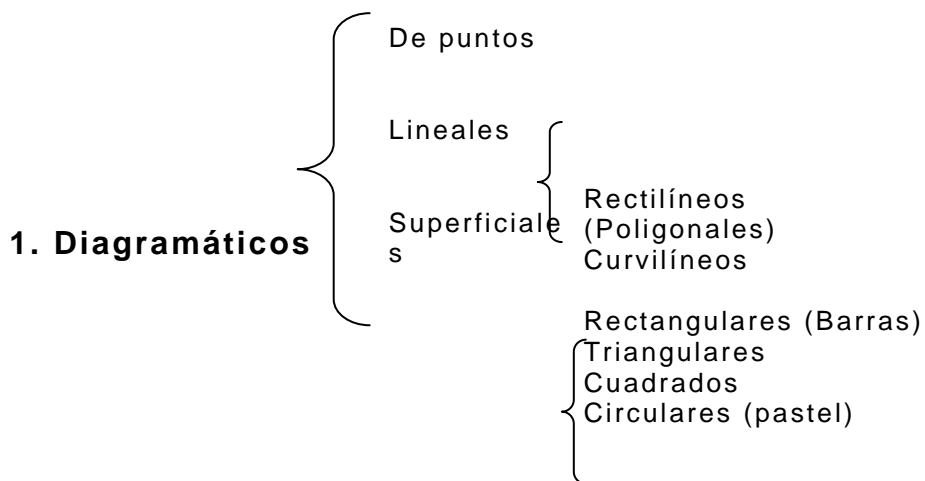 De puntos
Lineales
Superficiale
s
1. Diagramáticos
Rectilíneos
(Poligonales)
Curvilíneos
Rectangulares (Barras)
Triangulares
Cuadrados
Circulares (pastel)